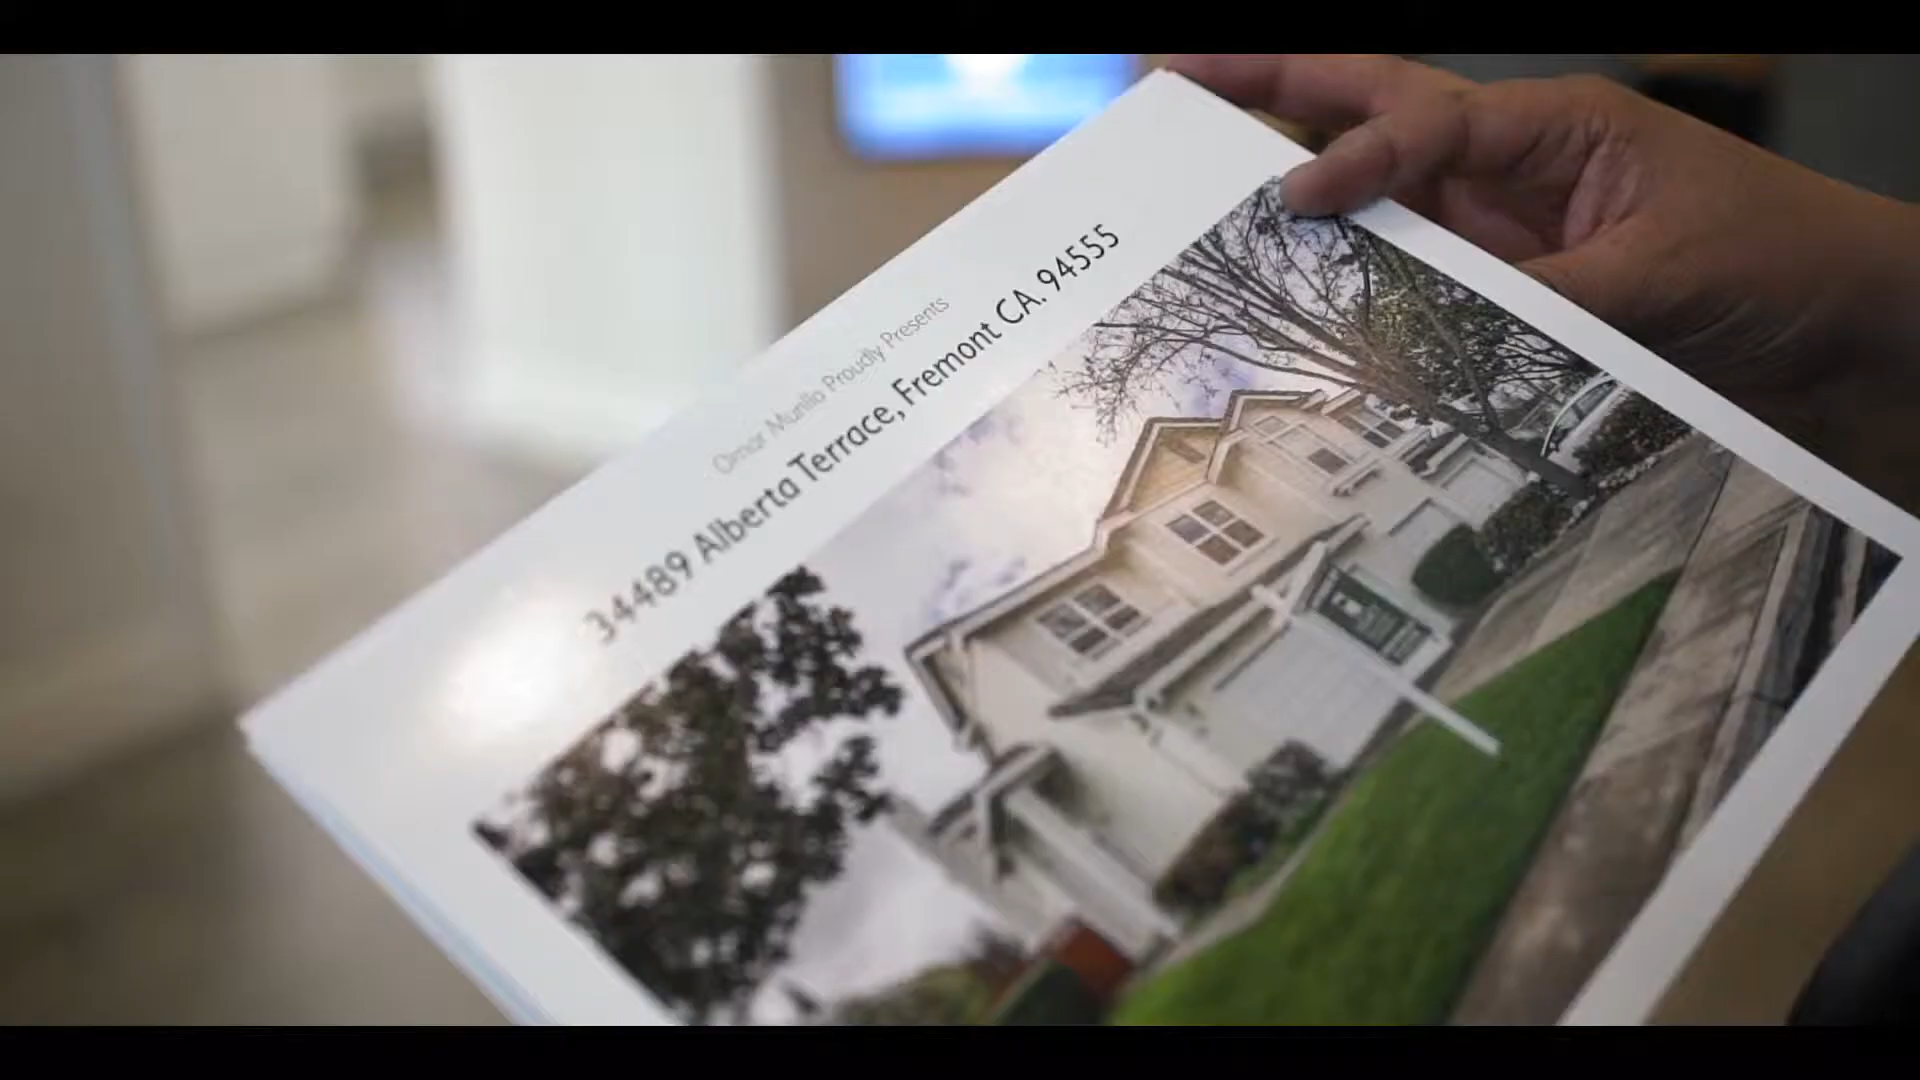 Omar Murillo Proudly Presents
34489 Alberta Terrace, Fremont CA. 94555